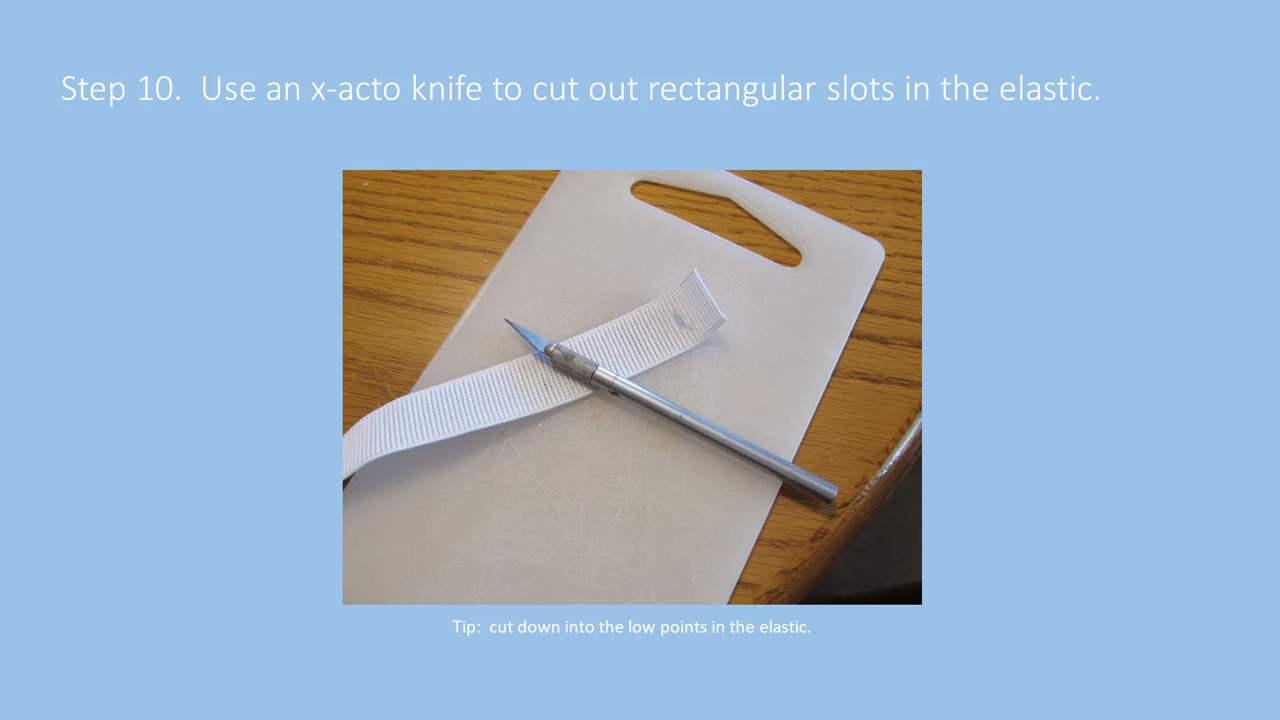 Step 10.  Use an x-acto knife to cut out rectangular slots in the elastic.
Tip:  cut down into the low points in the elastic.